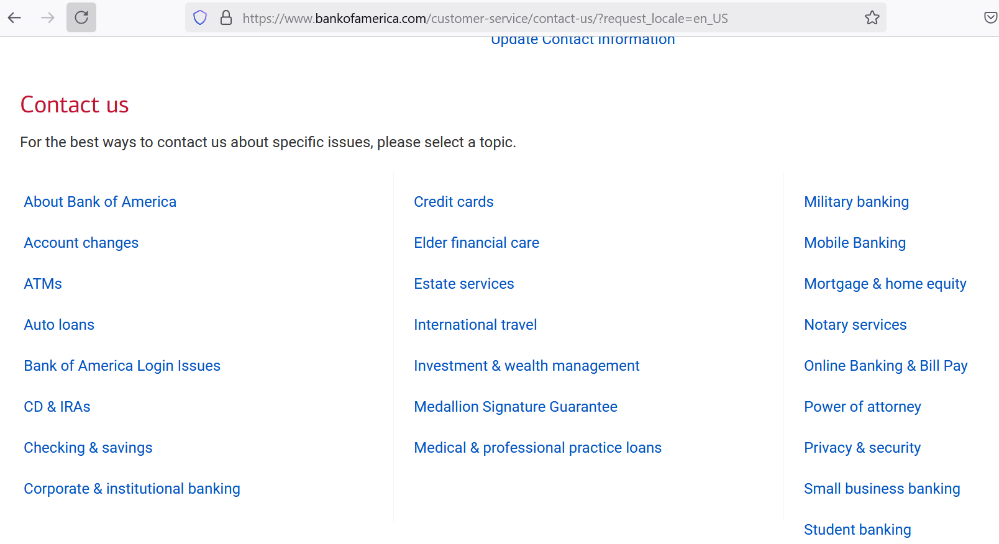 https://www.bankofamerica.com/customer-service/contact-us/?request_locale=en_US
Update Contact Information
Contact us
For the best ways to contact us about specific issues, please select a topic.
About Bank of America
Account changes
ATMs
Auto loans
Bank of America Login Issues
CD & IRAs
Checking & savings
Corporate & institutional banking
Credit cards
Elder financial care
Estate services
International travel
Investment & wealth management
Medallion Signature Guarantee
Medical & professional practice loans
Military banking
Mobile Banking
Mortgage & home equity
Notary services
Online Banking & Bill Pay
Power of attorney
Privacy & security
Small business banking
Student banking